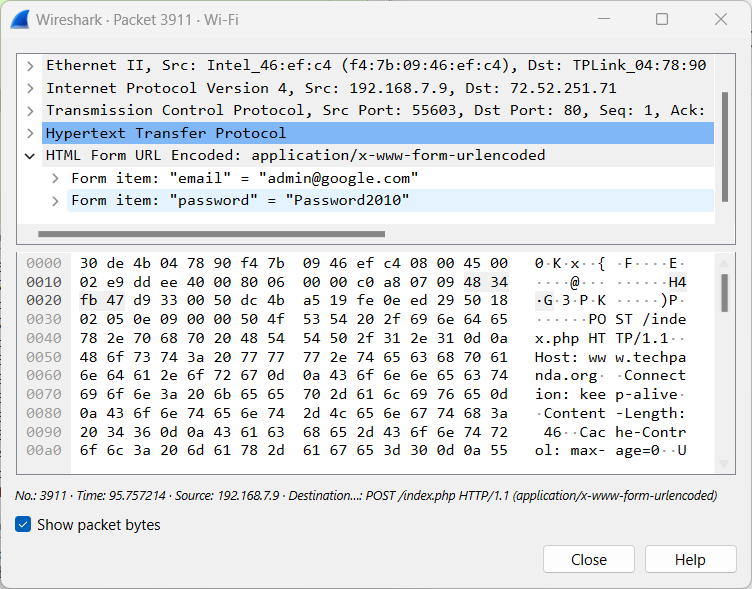 Wireshark · Packet 3911 · Wi-Fi
Ethernet II, Src: Intel_46:ef:c4 (f4:7b:09:46:ef:c4), Dst: TPLink_04:78:90
Internet Protocol Version 4, Src: 192.168.7.9, Dst: 72.52.251.71
Transmission Control Protocol, Src Port: 55603, Dst Port: 80, Seq: 1, Ack:
Hypertext Transfer Protocol
HTML Form URL Encoded: application/x-www-form-urlencoded
Form item: "email" = "admin@google.com"
Form item: "password" = "Password2010"
0000 30 de 4b 04 78 90 f4 7b 09 46 ef c4 08 00 45 00 0·K·x··{ ·F····E·
0010 02 e9 dd ee 40 00 80 06 00 00 c0 a8 07 09 48 34 ····@··· ······H4
0020 fb 47 d9 33 00 50 dc 4b a5 19 fe 0e ed 29 50 18 ·G·3·P·K ·····)P·
0030 02 05 0e 09 00 00 50 4f 53 54 20 2f 69 6e 64 65 ······PO ST /inde
0040 78 2e 70 68 70 20 48 54 54 50 2f 31 2e 31 0d 0a x.php HT TP/1.1··
0050 48 6f 73 74 3a 20 77 77 77 2e 74 65 63 68 70 61 Host: ww w.techpa
0060 6e 64 61 2e 6f 72 67 0d 0a 43 6f 6e 6e 65 63 74 nda.org· ·Connect
0070 69 6f 6e 3a 20 6b 65 65 70 2d 61 6c 69 76 65 0d ion: kee p-alive·
0080 0a 43 6f 6e 74 65 6e 74 2d 4c 65 6e 67 74 68 3a ·Content -Length:
0090 20 34 36 0d 0a 43 61 63 68 65 2d 43 6f 6e 74 72 46··Cac he-Contr
00a0 6f 6c 3a 20 6d 61 78 2d 61 67 65 3d 30 0d 0a 55 ol: max- age=0··U
No.: 3911 · Time: 95.757214 · Source: 192.168.7.9 · Destination...: POST /index.php HTTP/1.1 (application/x-www-form-urlencoded)
Show packet bytes
Close
Help